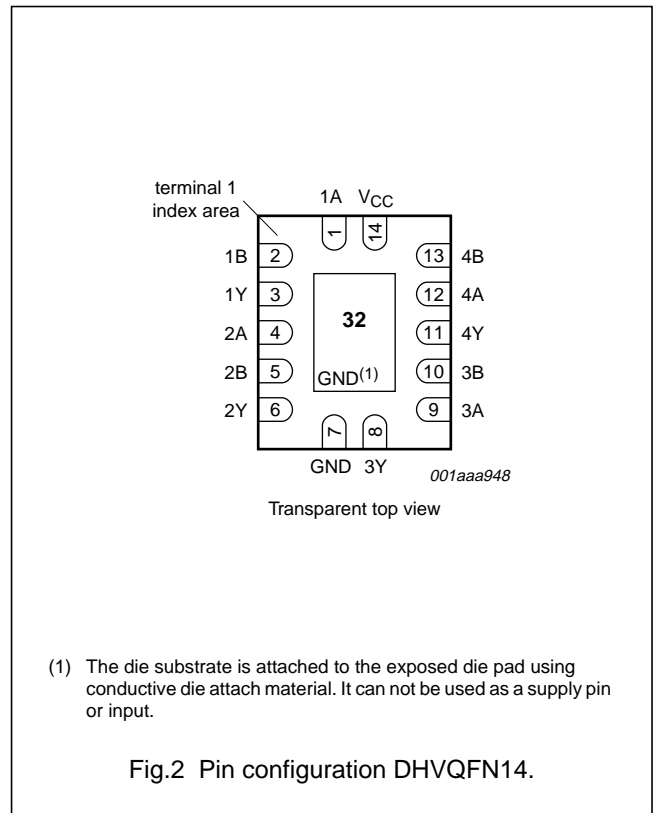 terminal 1
index area
1A VCC
1 14
1B 2 13 4B
1Y 3 12 4A
2A 4 32 11 4Y
2B 5 10 3B
GND(1)
2Y 6 9 3A
7 8
GND 3Y
001aaa948
Transparent top view
(1) The die substrate is attached to the exposed die pad using
conductive die attach material. It can not be used as a supply pin
or input.
Fig.2 Pin configuration DHVQFN14.